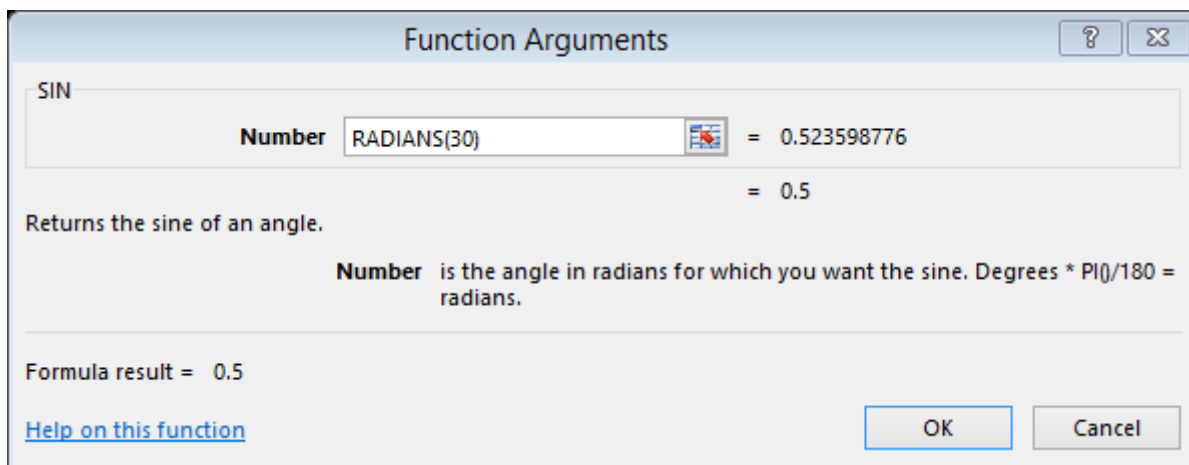 Function Arguments
SIN
Number RADIANS(30) = 0.523598776
= 0.5
Returns the sine of an angle.
Number is the angle in radians for which you want the sine. Degrees * PI()/180 =
radians.
Formula result = 0.5
Help on this function OK Cancel